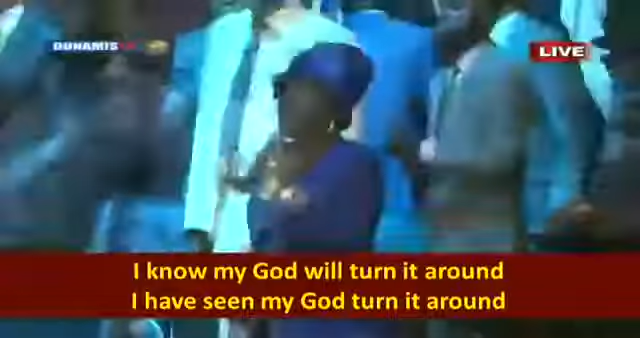 DUNAMIS
LIVE
I know my God will turn it around
I have seen my God turn it around